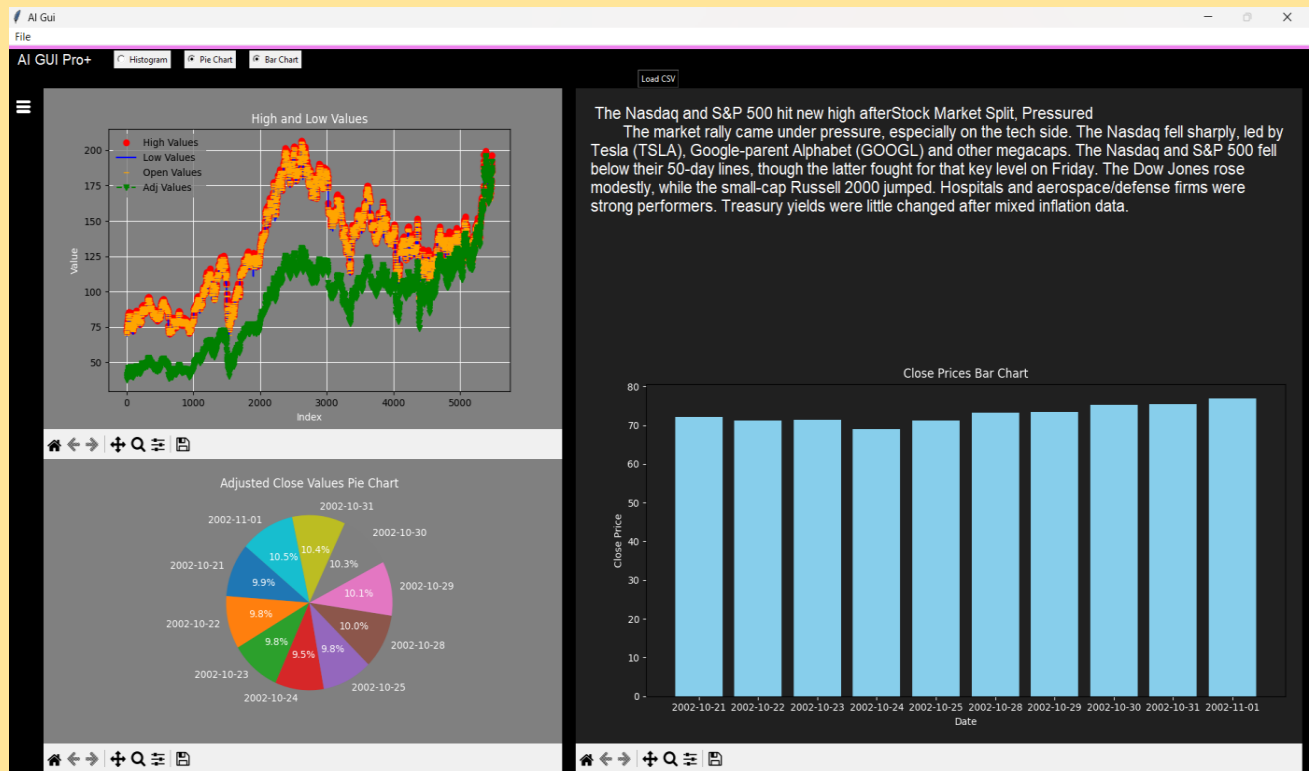 AI Gui
File
AI GUI Pro+
Histogram
Pie Chart
Bar Chart
Load CSV
High and Low Values
High Values
Low Values
Open Values
Adj Values
200
175
150
125
100
75
50
Value
0 1000 2000 3000 4000 5000
Index
Adjusted Close Values Pie Chart
2002-10-31
2002-11-01
2002-10-30
10.4%
10.5%
10.3%
2002-10-21
9.9%
10.1%
2002-10-29
9.8%
10.0%
2002-10-22
9.8%
9.5%
9.8%
2002-10-28
2002-10-23
2002-10-25
2002-10-24
The Nasdaq and S&P 500 hit new high afterStock Market Split, Pressured
The market rally came under pressure, especially on the tech side. The Nasdaq fell sharply, led by
Tesla (TSLA), Google-parent Alphabet (GOOGL) and other megacaps. The Nasdaq and S&P 500 fell
below their 50-day lines, though the latter fought for that key level on Friday. The Dow Jones rose
modestly, while the small-cap Russell 2000 jumped. Hospitals and aerospace/defense firms were
strong performers. Treasury yields were little changed after mixed inflation data.
Close Prices Bar Chart
80
70
60
50
40
30
20
10
0
Close Price
2002-10-21 2002-10-22 2002-10-23 2002-10-24 2002-10-25 2002-10-28 2002-10-29 2002-10-30 2002-10-31 2002-11-01
Date